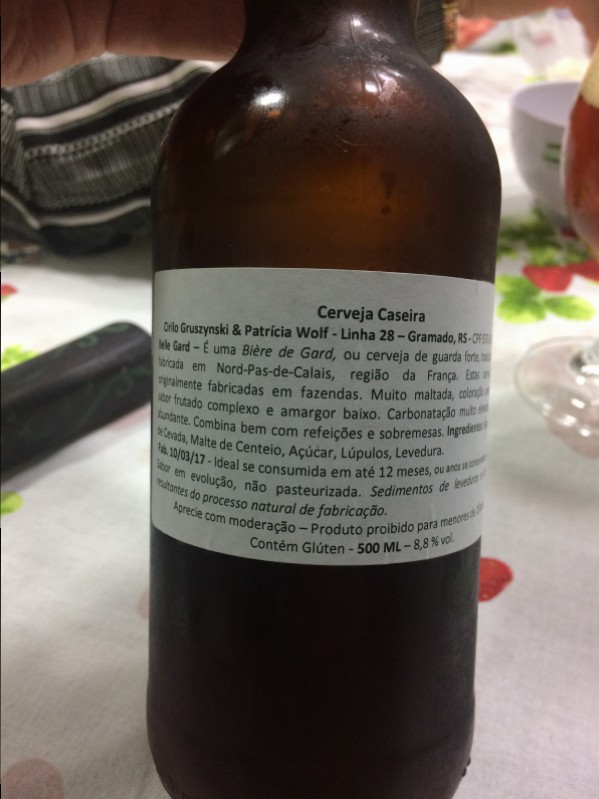 Cerveja Caseira
Cirilo Gruszynski & Patrícia Wolf - Linha 28 – Gramado, RS - CPF
Belle Gard – É uma Bière de Gard, ou cerveja de guarda forte,
fabricada em Nord-Pas-de-Calais, região da França. Estas
originalmente fabricadas em fazendas. Muito maltada, coloração
sabor frutado complexo e amargor baixo. Carbonatação muito
abundante. Combina bem com refeições e sobremesas. Ingredientes:
de Cevada, Malte de Centeio, Açúcar, Lúpulos, Levedura.
Fab. 10/03/17 - Ideal se consumida em até 12 meses, ou anos se
Sabor em evolução, não pasteurizada. Sedimentos de leveduras
resultantes do processo natural de fabricação.
Aprecie com moderação – Produto proibido para menores de
Contém Glúten - 500 ML – 8,8 % vol.